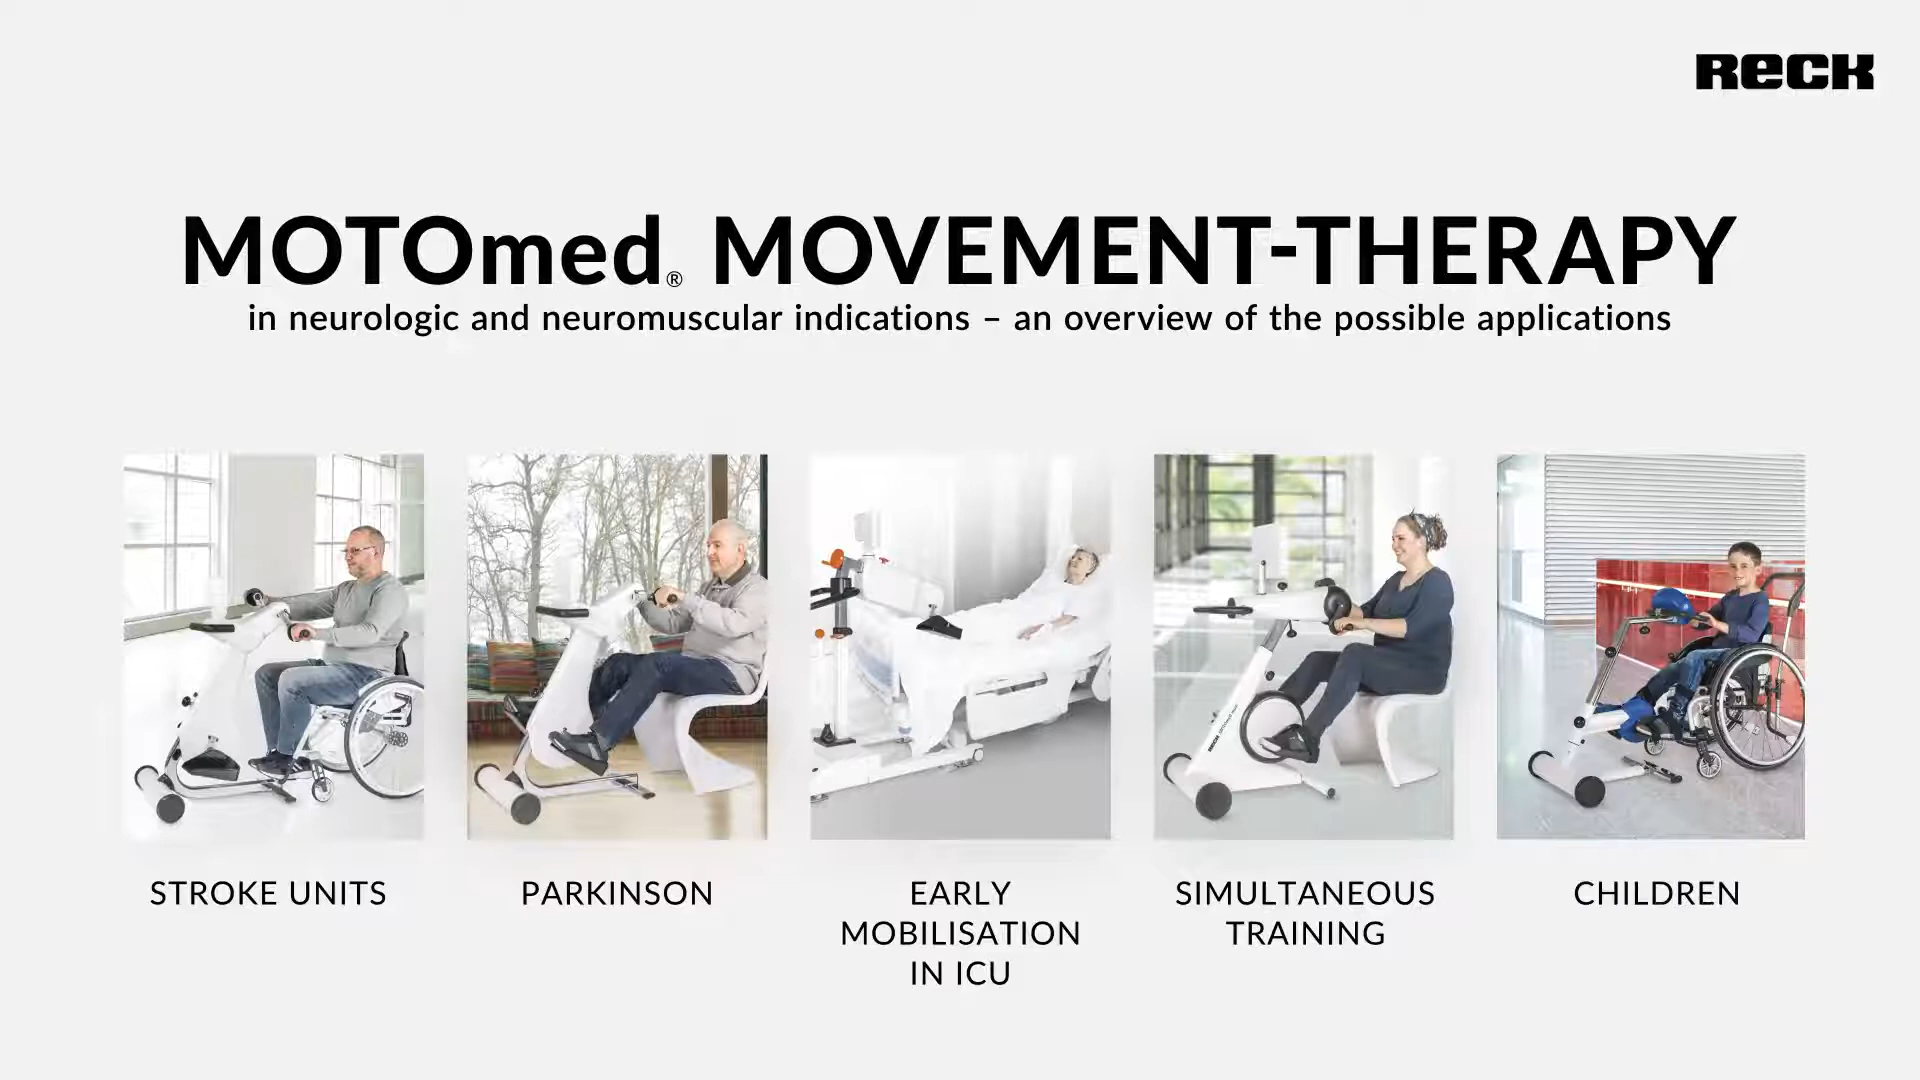 RECK
MOTOmed® MOVEMENT-THERAPY
in neurologic and neuromuscular indications – an overview of the possible applications
STROKE UNITS
PARKINSON
EARLY
MOBILISATION
IN ICU
SIMULTANEOUS
TRAINING
CHILDREN